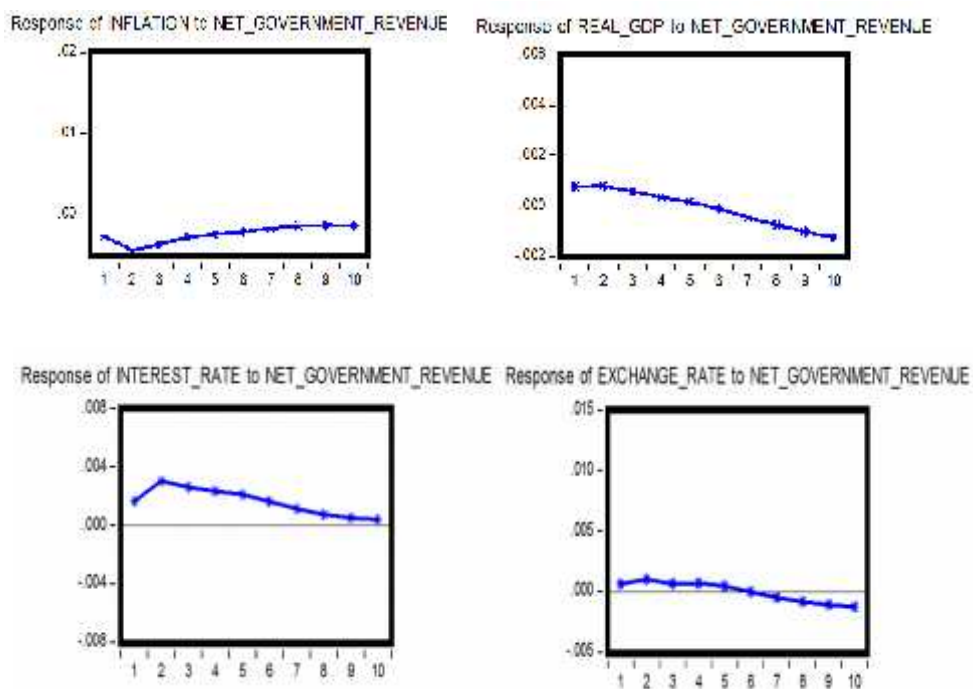 Response of INFLATION to NET_GOVERNMENT_REVENUE
.02
.01
.00
1 2 3 4 5 6 7 8 9 10
Response of REAL_GDP to NET_GOVERNMENT_REVENUE
.006
.004
.002
.000
-.002
1 2 3 4 5 6 7 8 9 10
Response of INTEREST_RATE to NET_GOVERNMENT_REVENUE
.008
.004
.000
-.004
-.008
1 2 3 4 5 6 7 8 9 10
Response of EXCHANGE_RATE to NET_GOVERNMENT_REVENUE
.015
.010
.005
.000
-.005
1 2 3 4 5 6 7 8 9 10